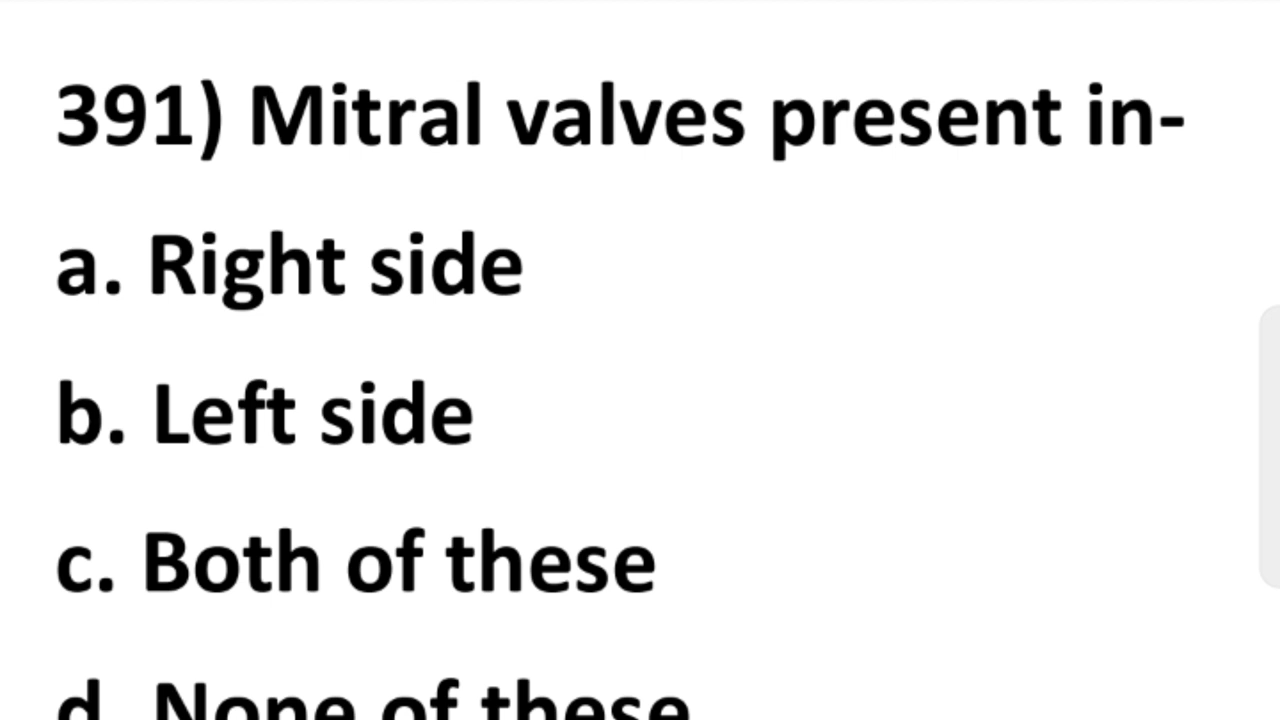 391) Mitral valves present in-
a. Right side
b. Left side
c. Both of these
d. None of these